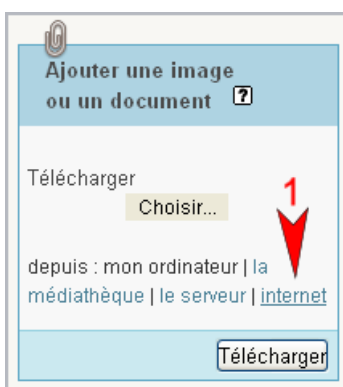 Ajouter une image
ou un document ?
Télécharger
Choisir...
1
depuis : mon ordinateur | la
médiathèque | le serveur | internet
Télécharger